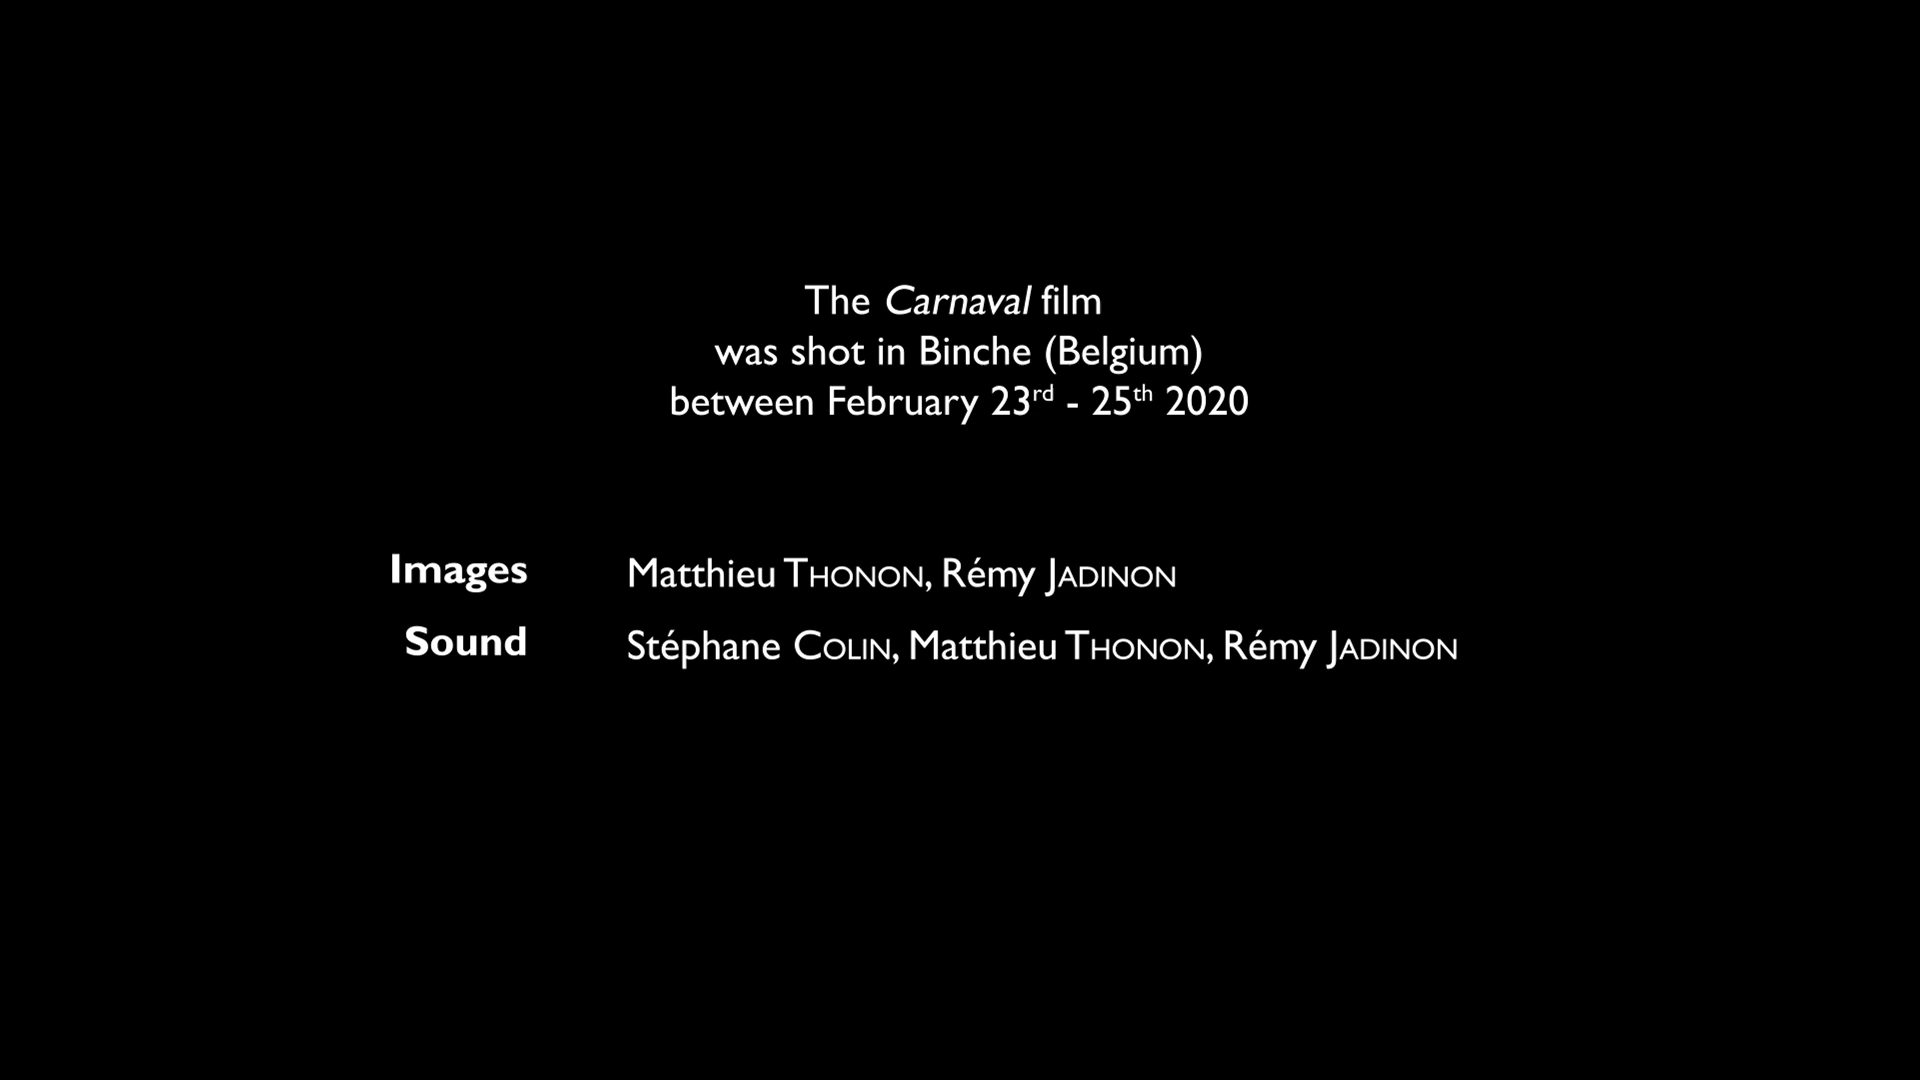 The Carnaval film
was shot in Binche (Belgium)
between February 23rd - 25th 2020
Images Matthieu THONON, Rémy JADINON
Sound Stéphane COLIN, Matthieu THONON, Rémy JADINON